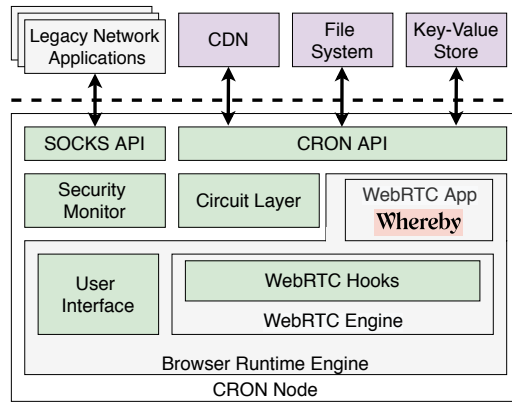 Legacy Network
Applications
CDN
File
System
Key-Value
Store
SOCKS API
CRON API
Security
Monitor
Circuit Layer
WebRTC App
Whereby
User
Interface
WebRTC Hooks
WebRTC Engine
Browser Runtime Engine
CRON Node